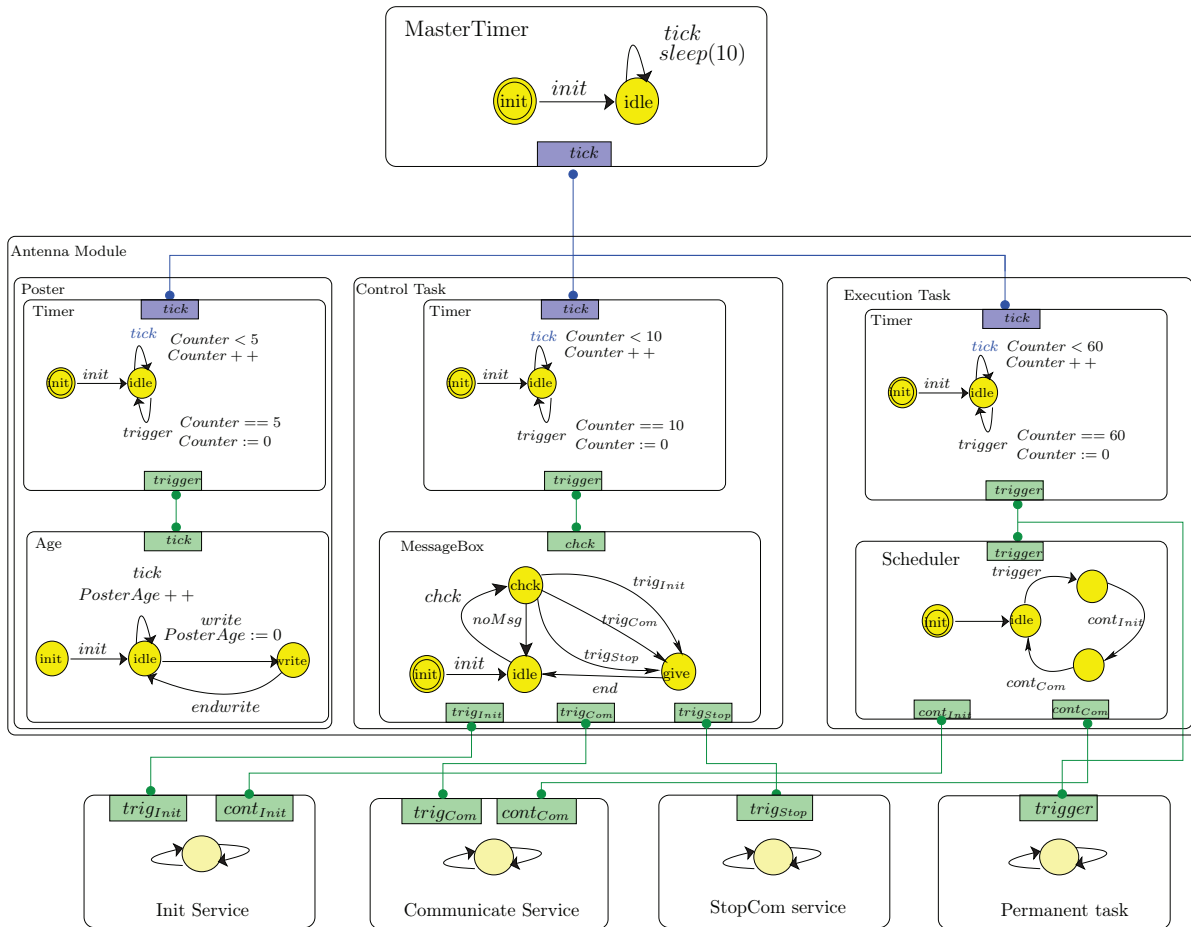 MasterTimer
tick
sleep(10)
init
init
idle
tick
Antenna Module
Poster
Timer
tick
tick
Counter < 5
Counter + +
init
init
idle
trigger
Counter == 5
Counter := 0
trigger
Age
tick
tick
PosterAge + +
write
PosterAge := 0
init
init
idle
write
endwrite
Control Task
Timer
tick
tick
Counter < 10
Counter + +
init
init
idle
trigger
Counter == 10
Counter := 0
trigger
MessageBox
chck
chck
chck
trigInit
noMsg
trigCom
trigStop
init
init
idle
give
end
trigInit
trigCom
trigStop
Execution Task
Timer
tick
tick
Counter < 60
Counter + +
init
init
idle
trigger
Counter == 60
Counter := 0
trigger
Scheduler
trigger
trigger
init
idle
contInit
contCom
contInit
contCom
trigInit
contInit
Init Service
trigCom
contCom
Communicate Service
trigStop
StopCom service
trigger
Permanent task